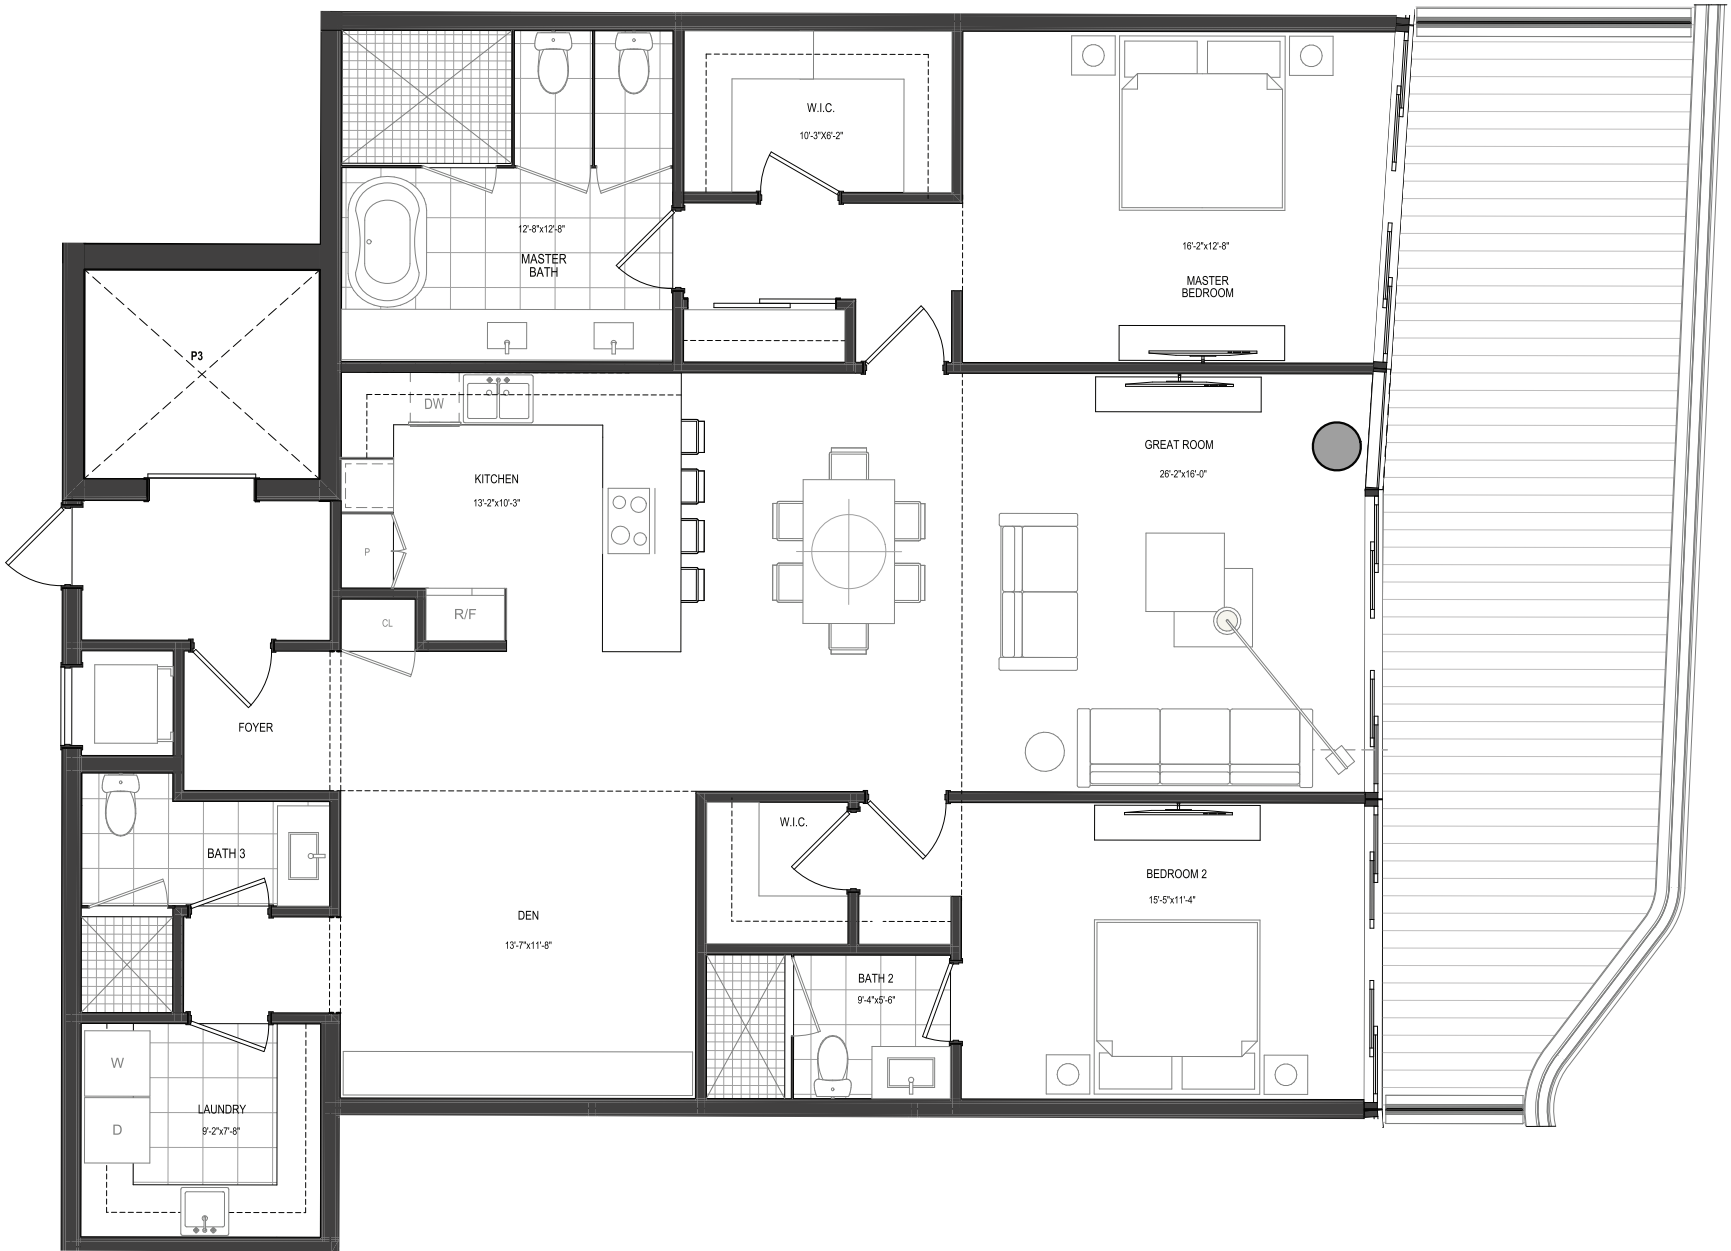 W.I.C.
10'-3"X6'-2"
12'-8"x12'-8"
MASTER
BATH
16'-2"x12'-8"
MASTER
BEDROOM
P3
DW
KITCHEN
13'-2"x10'-3"
GREAT ROOM
26'-2"x16'-0"
P
R/F
CL
FOYER
W.I.C.
BATH 3
BEDROOM 2
15'-5"x11'-4"
DEN
13'-7"x11'-8"
BATH 2
9'-4"x5'-6"
W
LAUNDRY
9'-2"x7'-8"
D